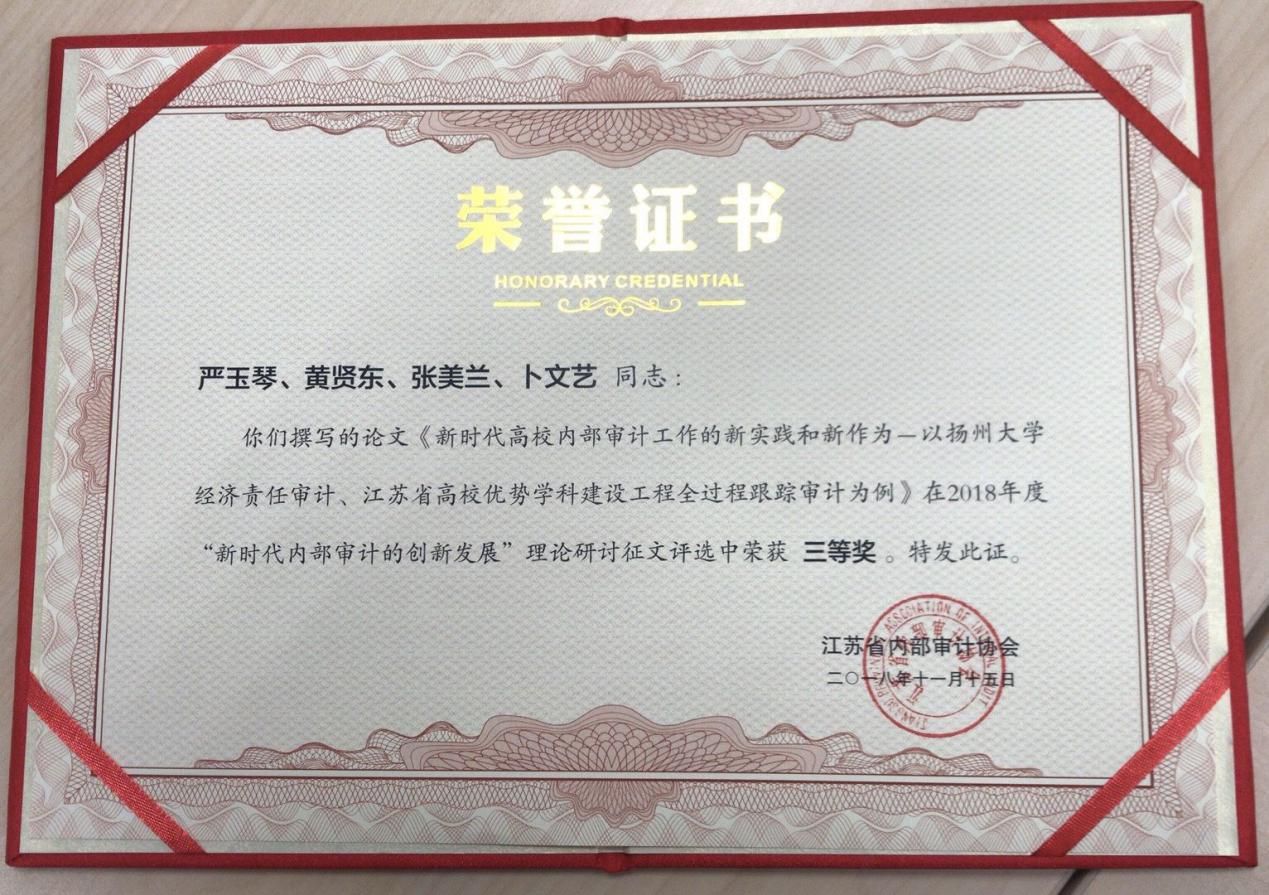 荣誉证书
HONORARY CREDENTIAL
严玉琴、黄贤东、张美兰、卜文艺 同志：
你们撰写的论文《新时代高校内部审计工作的新实践和新作为—以扬州大学
经济责任审计、江苏省高校优势学科建设工程全过程跟踪审计为例》在2018年度
“新时代内部审计的创新发展”理论研讨征文评选中荣获 三等奖 。特发此证。
江苏省内部审计协会
二〇一八年十一月十五日
ASSOCIATION OF INTERNAL AUDIT